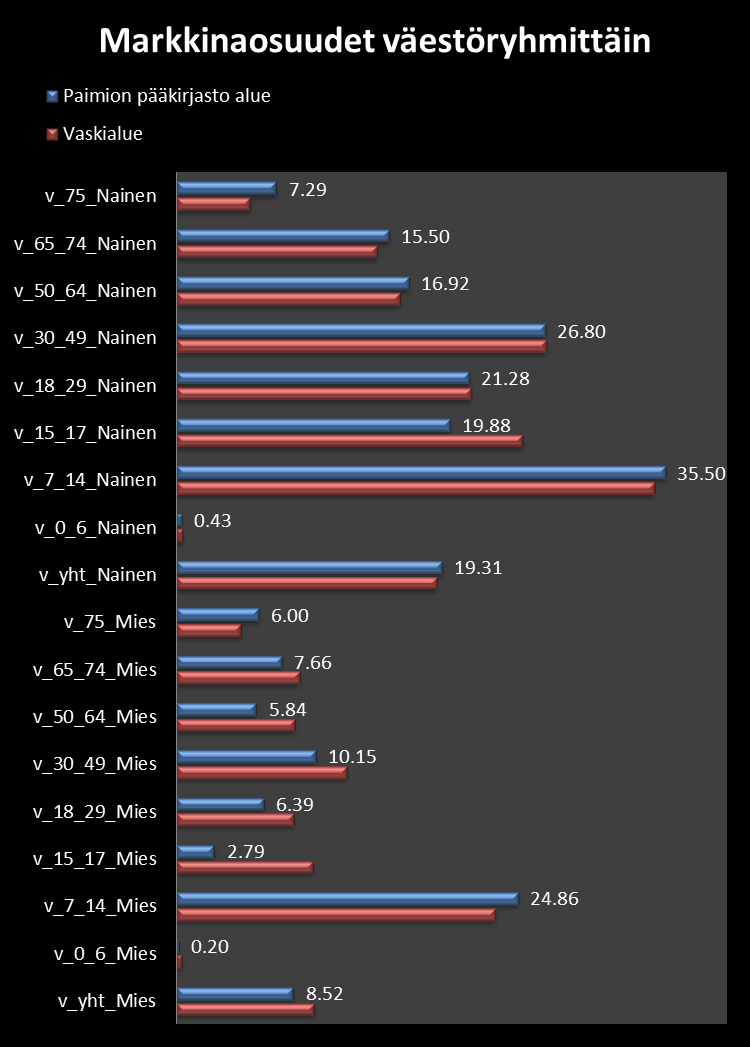 Markkinaosuudet väestöryhmittäin
Paimion pääkirjasto alue
Vaskialue
v_75_Nainen 7.29
v_65_74_Nainen 15.50
v_50_64_Nainen 16.92
v_30_49_Nainen 26.80
v_18_29_Nainen 21.28
v_15_17_Nainen 19.88
v_7_14_Nainen 35.50
v_0_6_Nainen 0.43
v_yht_Nainen 19.31
v_75_Mies 6.00
v_65_74_Mies 7.66
v_50_64_Mies 5.84
v_30_49_Mies 10.15
v_18_29_Mies 6.39
v_15_17_Mies 2.79
v_7_14_Mies 24.86
v_0_6_Mies 0.20
v_yht_Mies 8.52